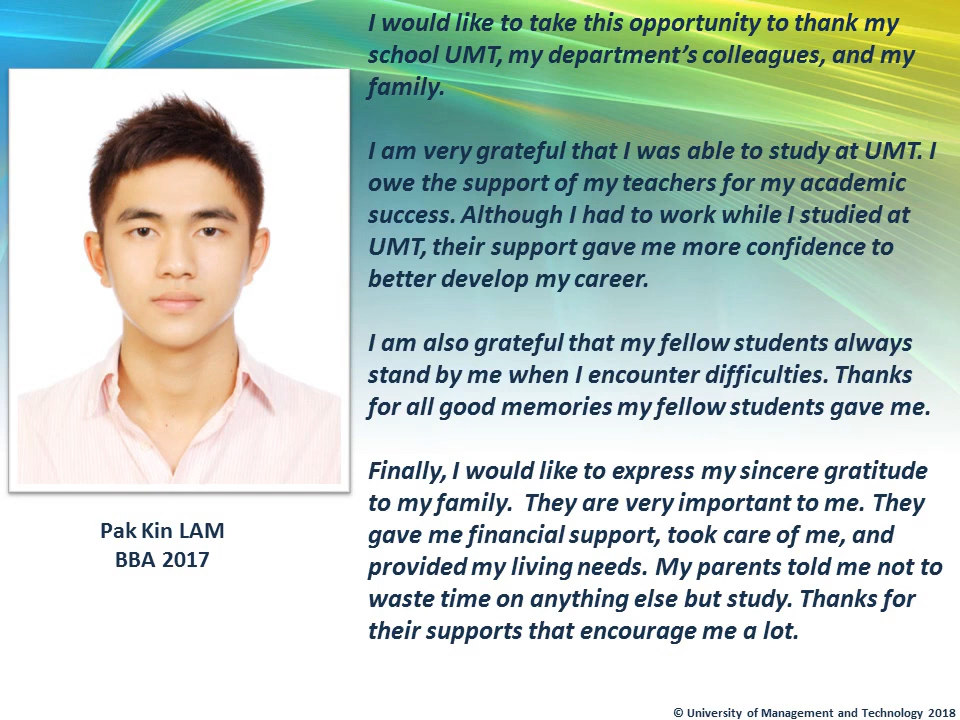 I would like to take this opportunity to thank my
school UMT, my department’s colleagues, and my
family.
I am very grateful that I was able to study at UMT. I
owe the support of my teachers for my academic
success. Although I had to work while I studied at
UMT, their support gave me more confidence to
better develop my career.
I am also grateful that my fellow students always
stand by me when I encounter difficulties. Thanks
for all good memories my fellow students gave me.
Finally, I would like to express my sincere gratitude
to my family.  They are very important to me. They
gave me financial support, took care of me, and
provided my living needs. My parents told me not to
waste time on anything else but study. Thanks for
their supports that encourage me a lot.
Pak Kin LAM
BBA 2017
© University of Management and Technology 2018